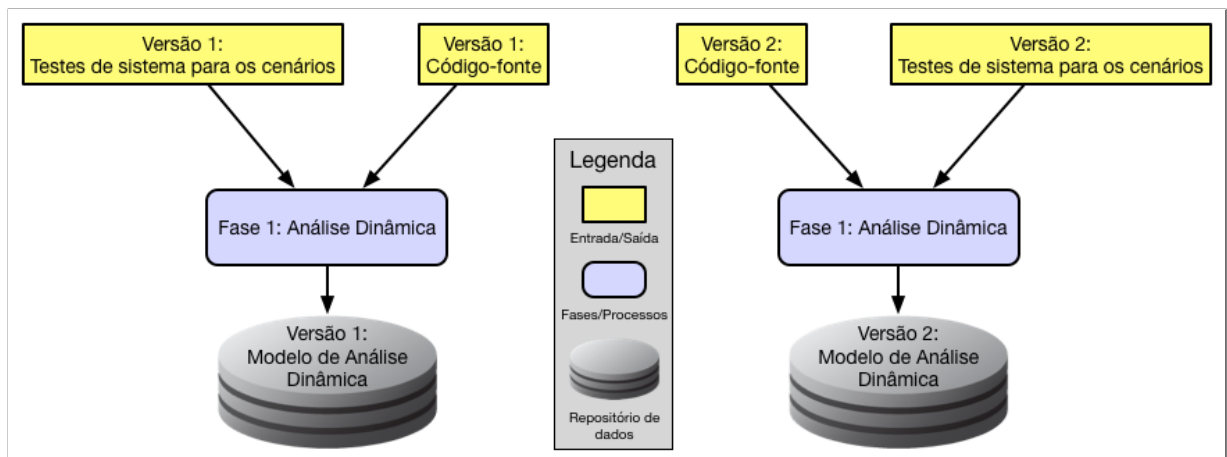 Versão 1:
Testes de sistema para os cenários
Versão 1:
Código-fonte
Versão 2:
Código-fonte
Versão 2:
Testes de sistema para os cenários
Fase 1: Análise Dinâmica
Versão 1:
Modelo de Análise
Dinâmica
Legenda
Entrada/Saída
Fases/Processos
Repositório de
dados
Fase 1: Análise Dinâmica
Versão 2:
Modelo de Análise
Dinâmica